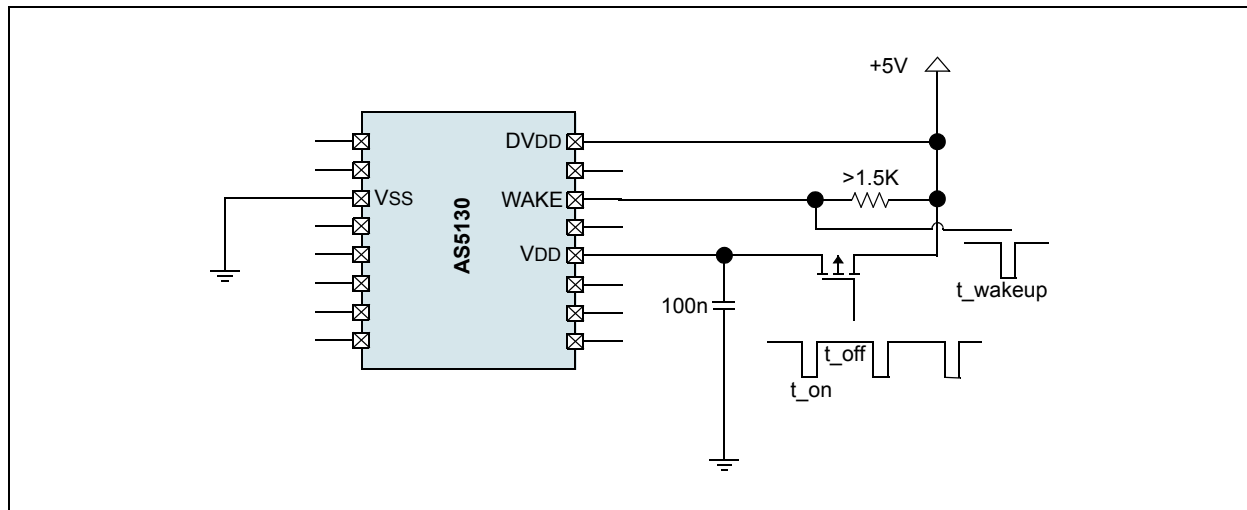 +5V
DVDD
>1.5K
VSS
WAKE
AS5130
VDD
t_wakeup
100n
t_off
t_on